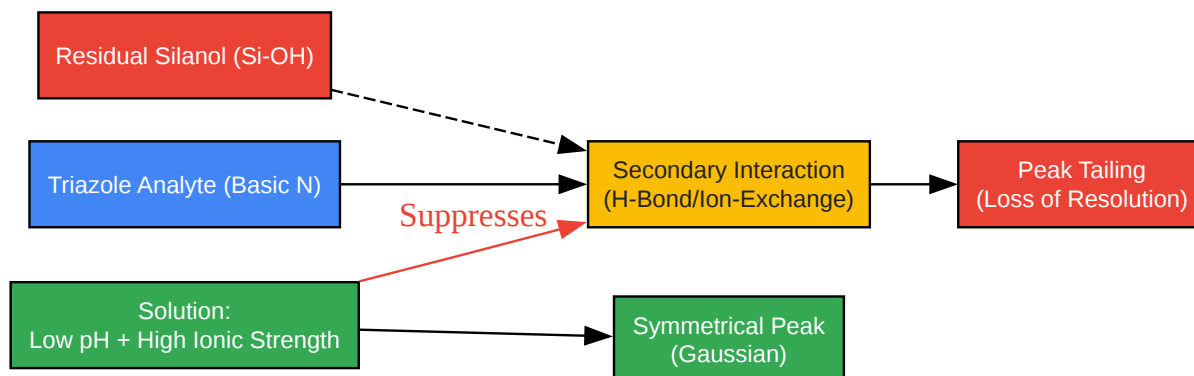 Residual Silanol (Si-OH)
Triazole Analyte (Basic N)
Secondary Interaction
(H-Bond/Ion-Exchange)
Peak Tailing
(Loss of Resolution)
Suppresses
Solution:
Low pH + High Ionic Strength
Symmetrical Peak
(Gaussian)